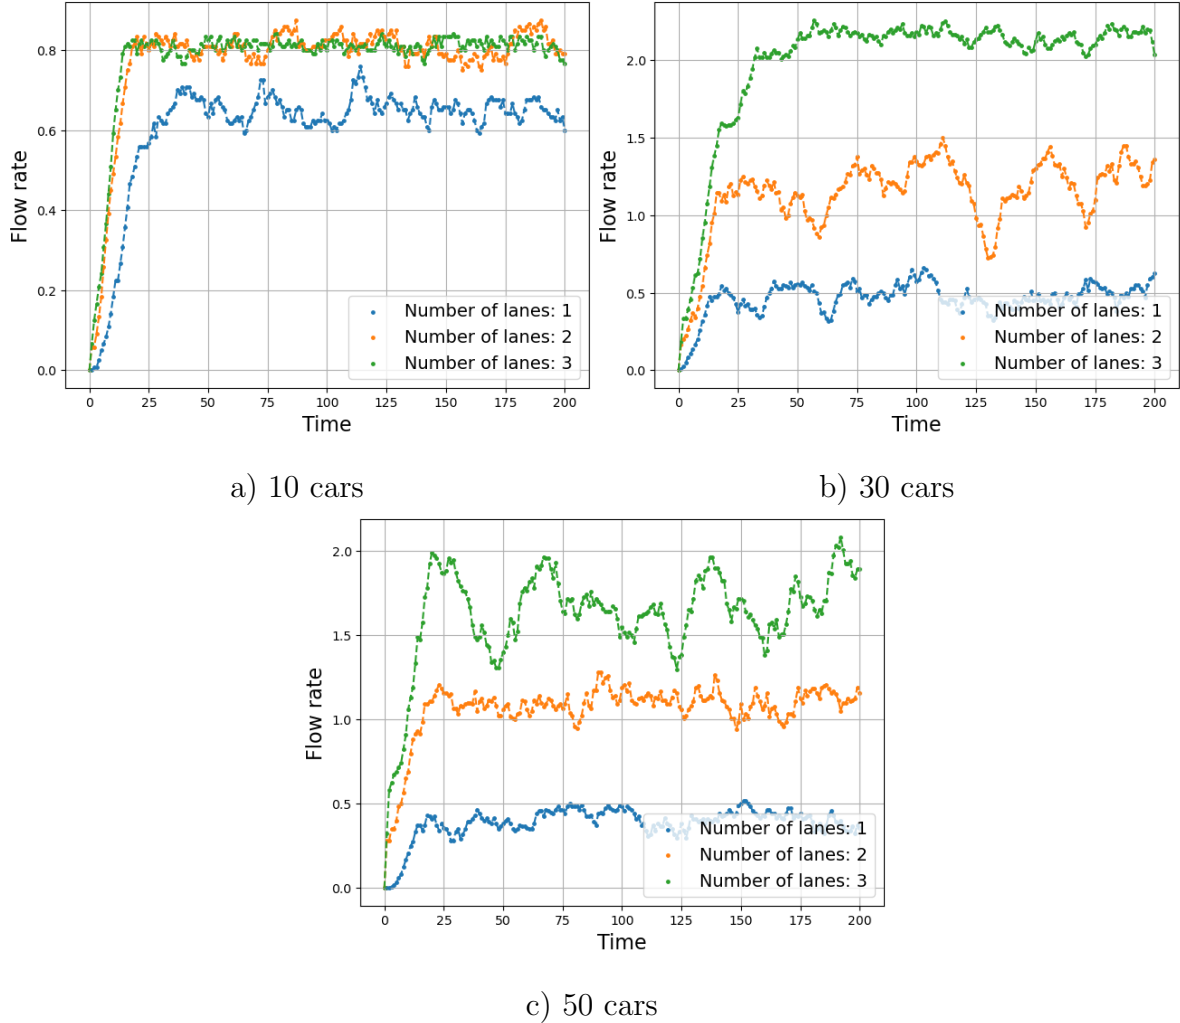 0.8
0.6
0.4
0.2
0.0
Flow rate
Number of lanes: 1
Number of lanes: 2
Number of lanes: 3
0 25 50 75 100 125 150 175 200
Time
a) 10 cars
2.0
1.5
1.0
0.5
0.0
Flow rate
Number of lanes: 1
Number of lanes: 2
Number of lanes: 3
0 25 50 75 100 125 150 175 200
Time
b) 30 cars
2.0
1.5
1.0
0.5
0.0
Flow rate
Number of lanes: 1
Number of lanes: 2
Number of lanes: 3
0 25 50 75 100 125 150 175 200
Time
c) 50 cars